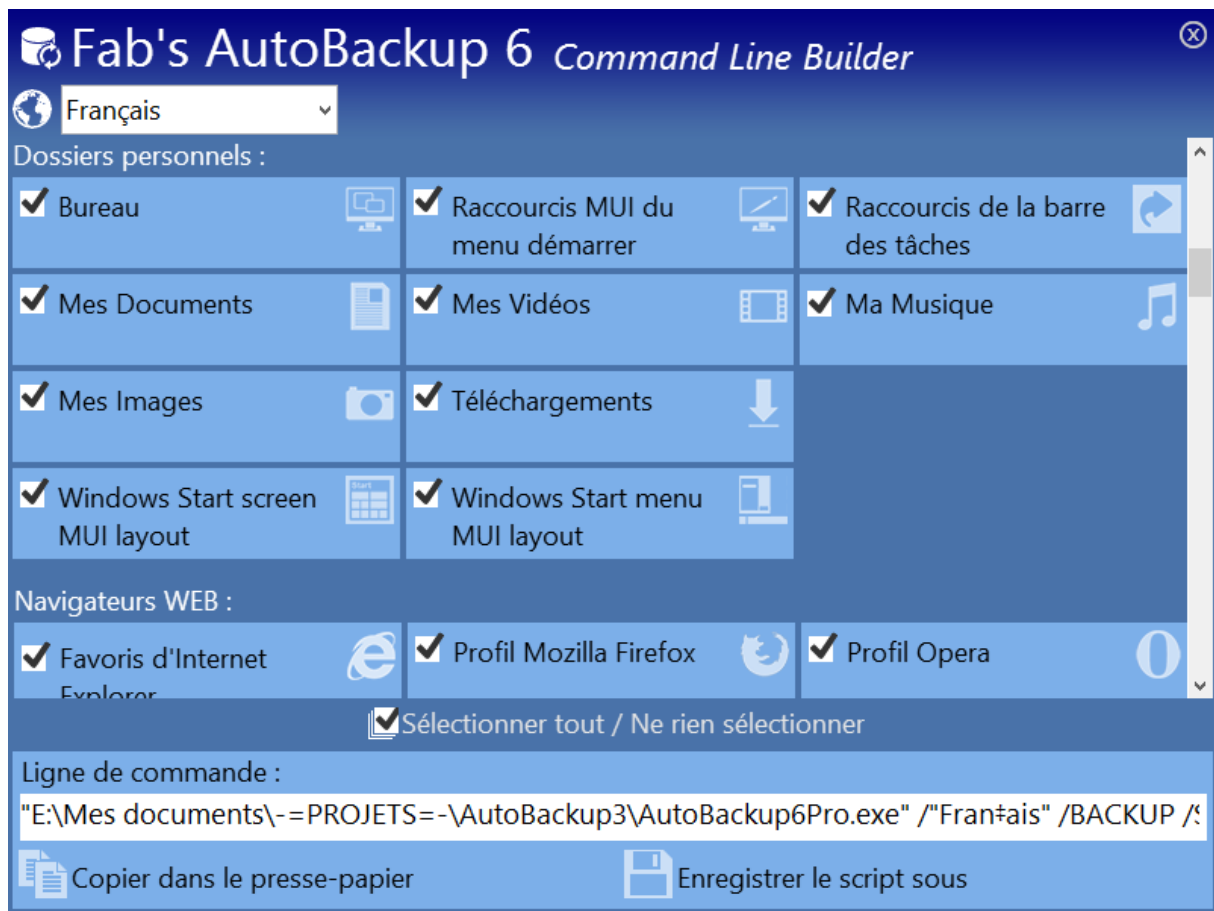 Fab's AutoBackup 6 Command Line Builder
Français
Dossiers personnels :
Bureau
Raccourcis MUI du
menu démarrer
Raccourcis de la barre
des tâches
Mes Documents
Mes Vidéos
Ma Musique
Mes Images
Téléchargements
Windows Start screen
MUI layout
Start
Windows Start menu
MUI layout
Navigateurs WEB :
Favoris d'Internet
Explorer
Profil Mozilla Firefox
Profil Opera
Sélectionner tout / Ne rien sélectionner
Ligne de commande :
"E:\Mes documents\-=PROJETS=-\AutoBackup3\AutoBackup6Pro.exe" /"Fran‡ais" /BACKUP /S
Copier dans le presse-papier
Enregistrer le script sous